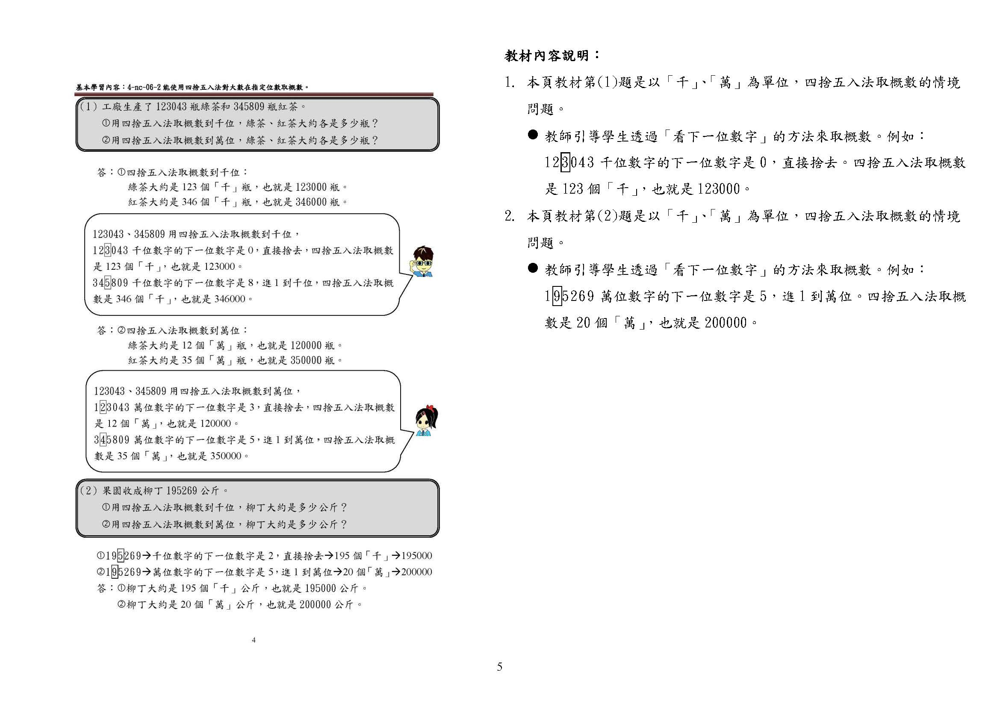 基本學習內容：4-nc-06-2 能使用四捨五入法對大數在指定位數取概數。
(1) 工廠生產了 123043 瓶綠茶和 345809 瓶紅茶。
①用四捨五入法取概數到千位，綠茶、紅茶大約各是多少瓶？
②用四捨五入法取概數到萬位，綠茶、紅茶大約各是多少瓶？
答：①四捨五入法取概數到千位：
綠茶大約是 123 個「千」瓶，也就是 123000 瓶。
紅茶大約是 346 個「千」瓶，也就是 346000 瓶。
123043、345809 用四捨五入法取概數到千位，
123043 千位數字的下一位數字是 0，直接捨去，四捨五入法取概數
是 123 個「千」，也就是 123000。
345809 千位數字的下一位數字是 8，進 1 到千位，四捨五入法取概
數是 346 個「千」，也就是 346000。
答：②四捨五入法取概數到萬位：
綠茶大約是 12 個「萬」瓶，也就是 120000 瓶。
紅茶大約是 35 個「萬」瓶，也就是 350000 瓶。
123043、345809 用四捨五入法取概數到萬位，
123043 萬位數字的下一位數字是 3，直接捨去，四捨五入法取概數
是 12 個「萬」，也就是 120000。
345809 萬位數字的下一位數字是 5，進 1 到萬位，四捨五入法取概
數是 35 個「萬」，也就是 350000。
(2) 果園收成柳丁 195269 公斤。
①用四捨五入法取概數到千位，柳丁大約是多少公斤？
②用四捨五入法取概數到萬位，柳丁大約是多少公斤？
①195269→千位數字的下一位數字是 2，直接捨去→195 個「千」→195000
②195269→萬位數字的下一位數字是 5，進 1 到萬位→20 個「萬」→200000
答：①柳丁大約是 195 個「千」公斤，也就是 195000 公斤。
②柳丁大約是 20 個「萬」公斤，也就是 200000 公斤。
4
教材內容說明：
1. 本頁教材第(1)題是以「千」、「萬」為單位，四捨五入法取概數的情境
問題。
● 教師引導學生透過「看下一位數字」的方法來取概數。例如：
123043 千位數字的下一位數字是 0，直接捨去。四捨五入法取概數
是 123 個「千」，也就是 123000。
2. 本頁教材第(2)題是以「千」、「萬」為單位，四捨五入法取概數的情境
問題。
● 教師引導學生透過「看下一位數字」的方法來取概數。例如：
195269 萬位數字的下一位數字是 5，進 1 到萬位。四捨五入法取概
數是 20 個「萬」，也就是 200000。
5